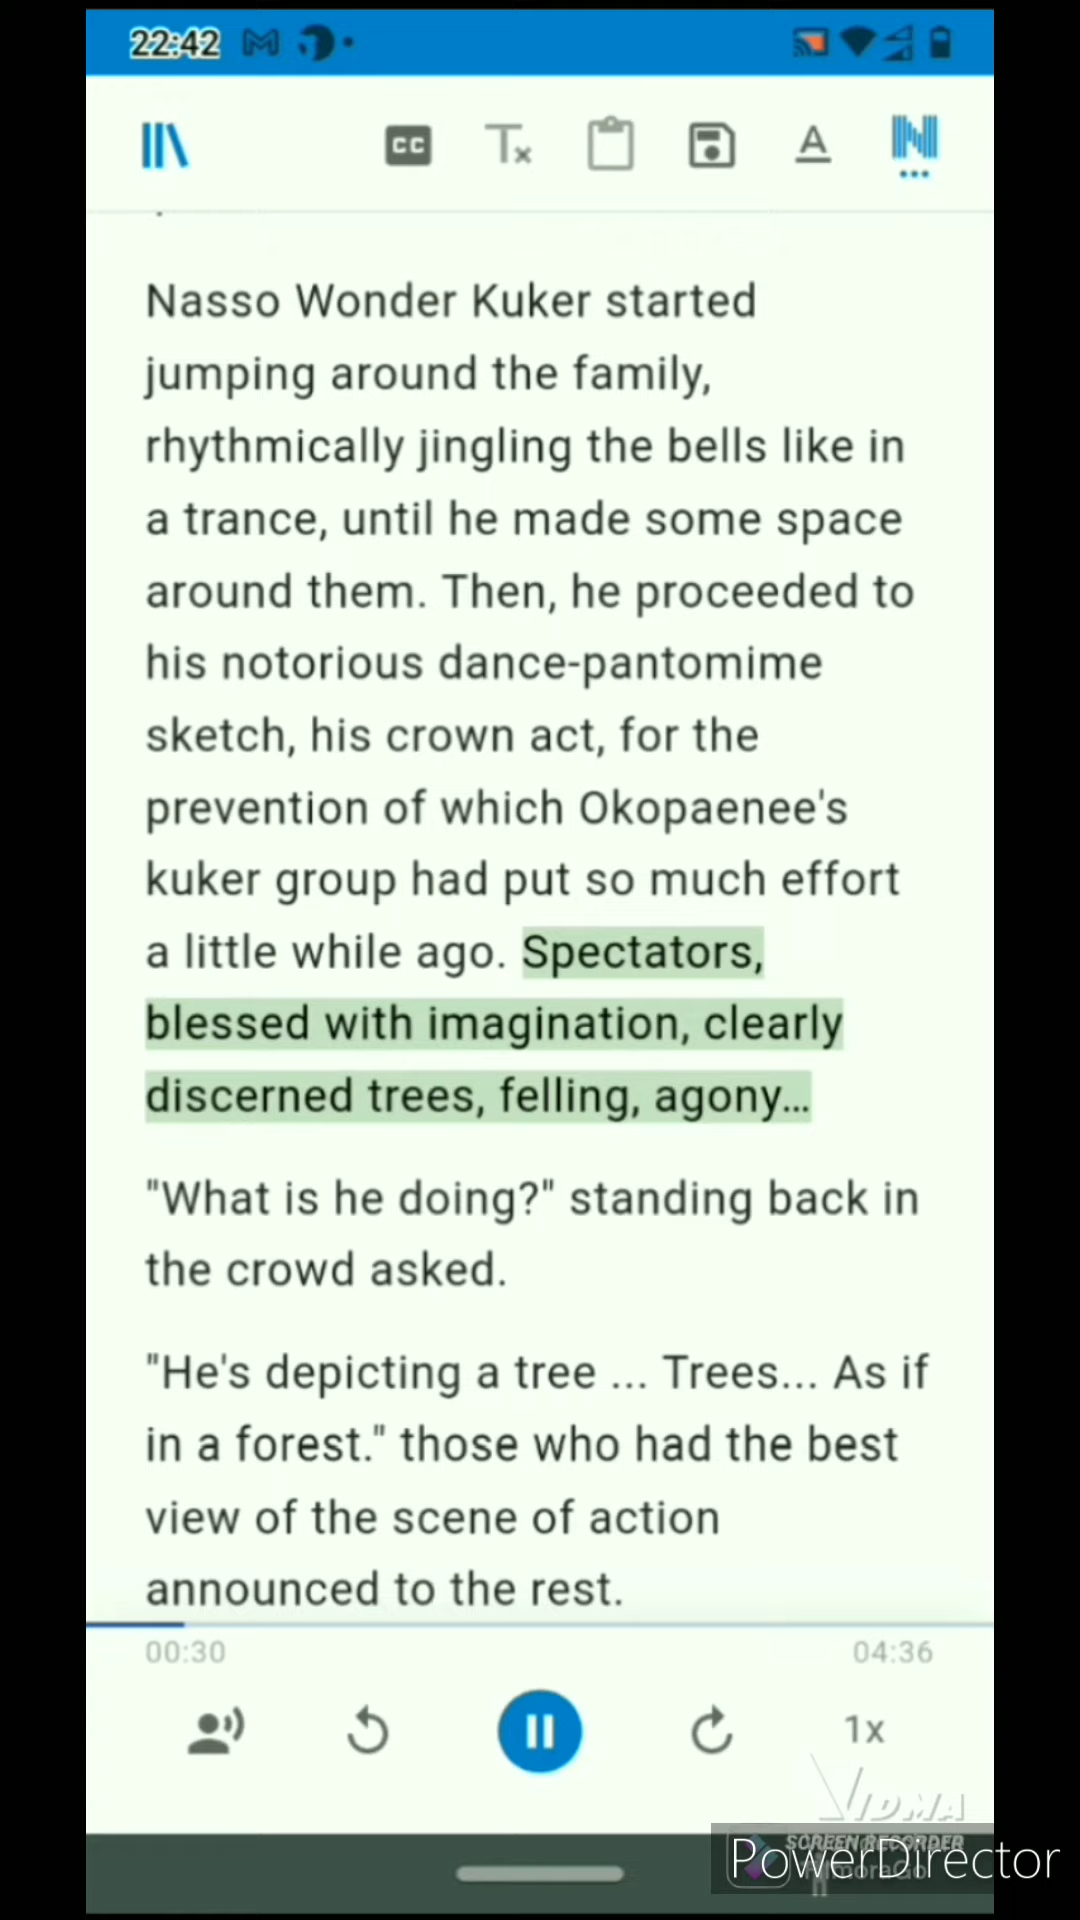 22:42
CC
A
N
Nasso Wonder Kuker started
jumping around the family,
rhythmically jingling the bells like in
a trance, until he made some space
around them. Then, he proceeded to
his notorious dance-pantomime
sketch, his crown act, for the
prevention of which Okopaenee's
kuker group had put so much effort
a little while ago. Spectators,
blessed with imagination, clearly
discerned trees, felling, agony...
"What is he doing?" standing back in
the crowd asked.
"He's depicting a tree ... Trees... As if
in a forest." those who had the best
view of the scene of action
announced to the rest.
00:30
04:36
1x
VIDMA
SCREEN RECORDER
PowerDirector